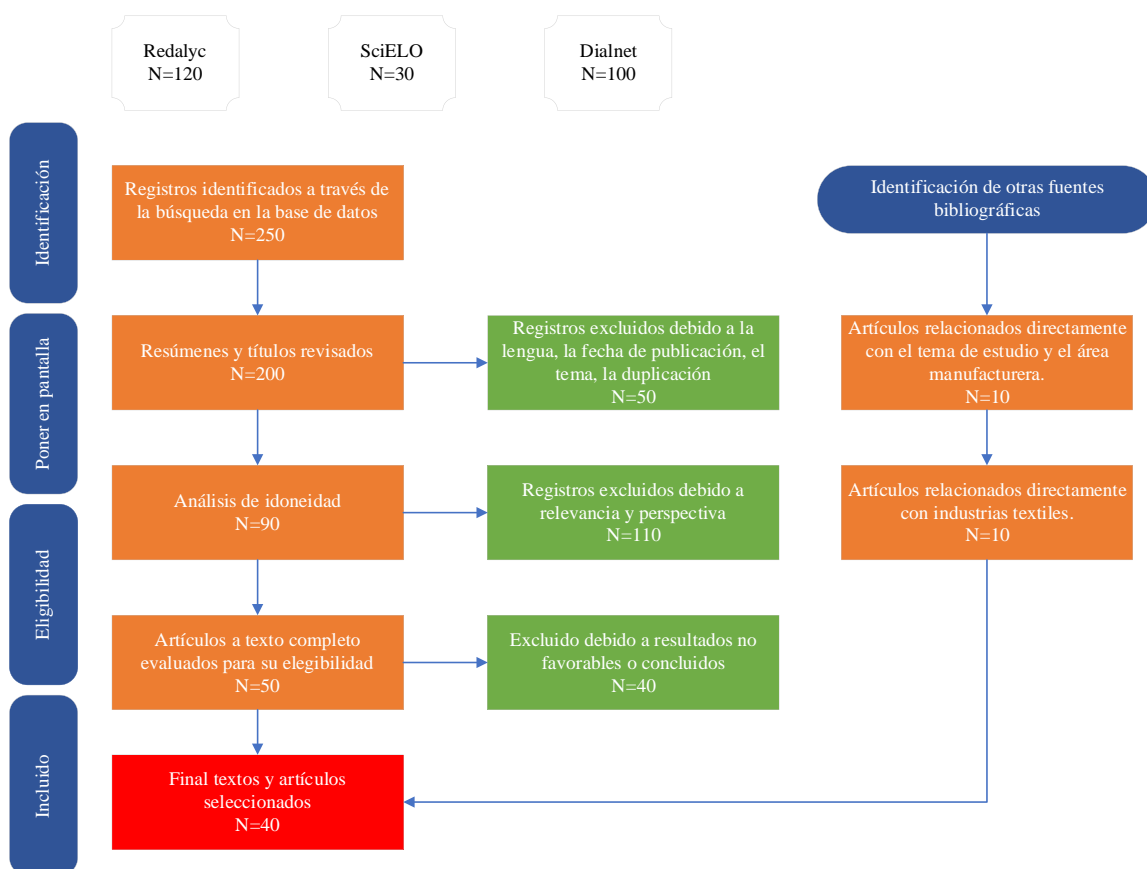 Redalyc
N=120
SciELO
N=30
Dialnet
N=100
Identificación
Registros identificados a través de
la búsqueda en la base de datos
N=250
Identificación de otras fuentes
bibliográficas
Poner en pantalla
Resúmenes y títulos revisados
N=200
Registros excluidos debido a la
lengua, la fecha de publicación, el
tema, la duplicación
N=50
Artículos relacionados directamente
con el tema de estudio y el área
manufacturera.
N=10
Análisis de idoneidad
N=90
Registros excluidos debido a
relevancia y perspectiva
N=110
Artículos relacionados directamente
con industrias textiles.
N=10
Eligibilidad
Artículos a texto completo
evaluados para su elegibilidad
N=50
Excluido debido a resultados no
favorables o concluidos
N=40
Incluido
Final textos y artículos
seleccionados
N=40